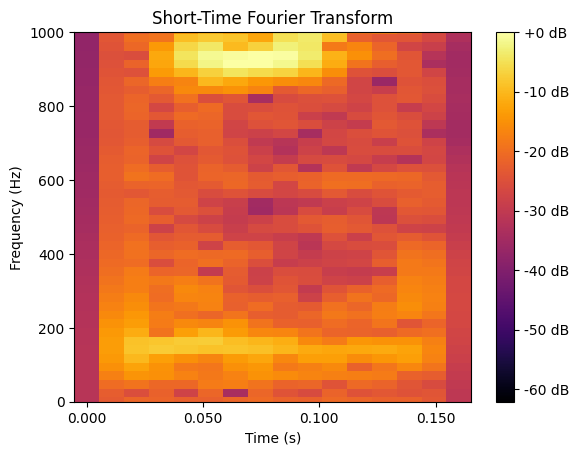 Short-Time Fourier Transform
1000
800
600
400
200
0
Frequency (Hz)
0.000
0.050
0.100
0.150
Time (s)
+0 dB
-10 dB
-20 dB
-30 dB
-40 dB
-50 dB
-60 dB